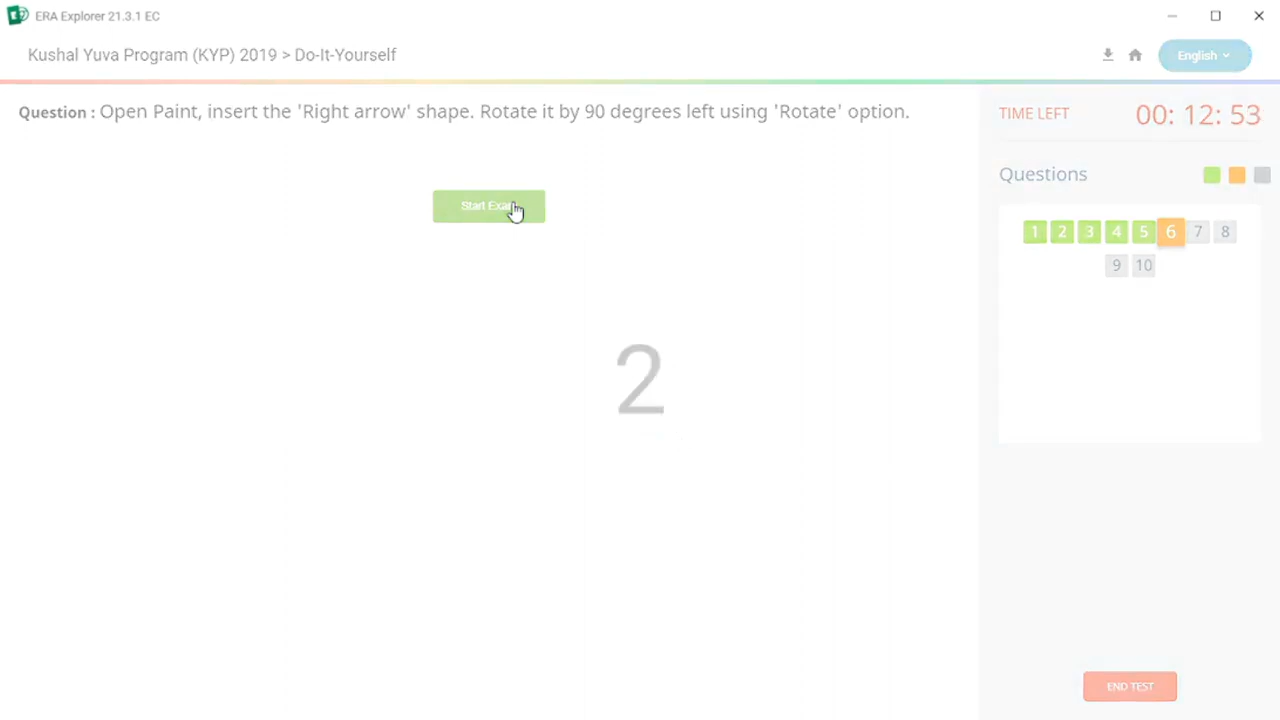 ERA Explorer 21.3.1 EC
Kushal Yuva Program (KYP) 2019 > Do-It-Yourself
English
Question : Open Paint, insert the 'Right arrow' shape. Rotate it by 90 degrees left using 'Rotate' option.
TIME LEFT 00: 12: 53
Start
Questions
1 2 3 4 5 6 7 8
9 10
2
END TEST